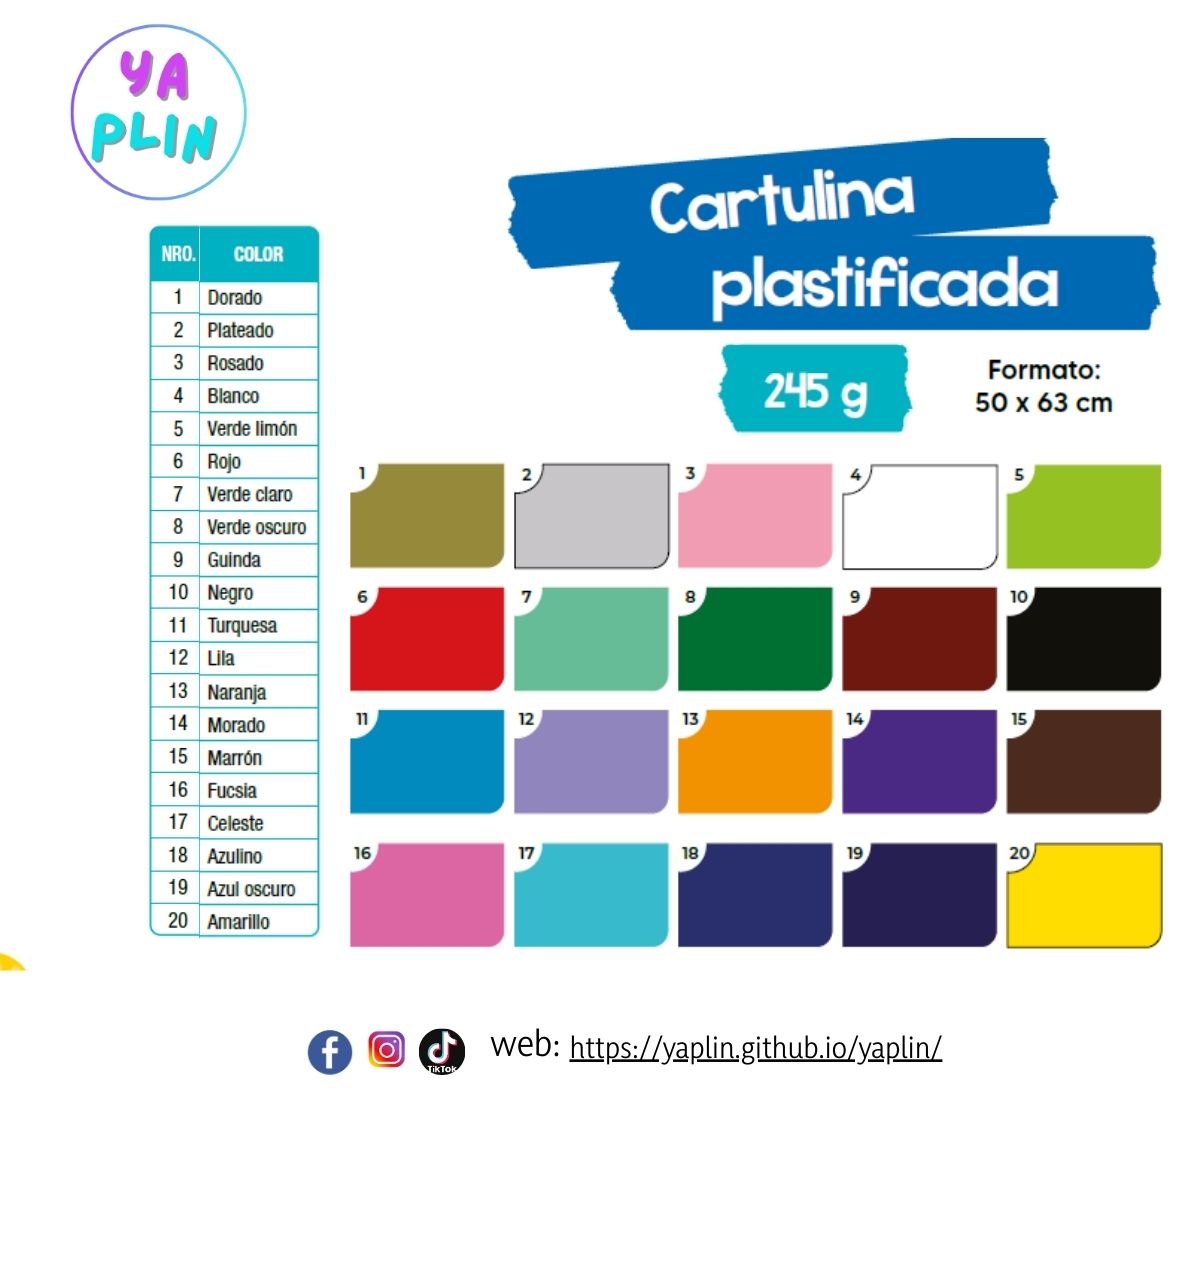 YA
PLIN
Cartulina
plastificada
245 g
Formato:
50 x 63 cm
NRO. COLOR
1 Dorado
2 Plateado
3 Rosado
4 Blanco
5 Verde limón
6 Rojo
7 Verde claro
8 Verde oscuro
9 Guinda
10 Negro
11 Turquesa
12 Lila
13 Naranja
14 Morado
15 Marrón
16 Fucsia
17 Celeste
18 Azulino
19 Azul oscuro
20 Amarillo
1 2 3 4 5
6 7 8 9 10
11 12 13 14 15
16 17 18 19 20
TikTok
web: https://yaplin.github.io/yaplin/